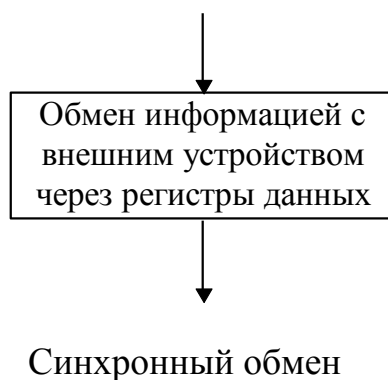 Обмен информацией с
внешним устройством
через регистры данных
Синхронный обмен